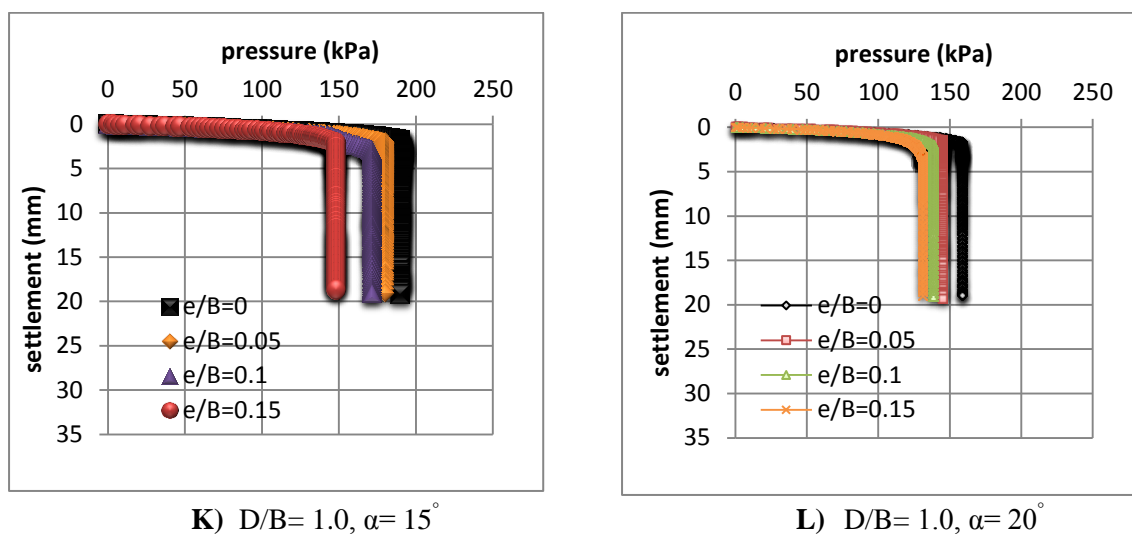 pressure (kPa)
0 50 100 150 200 250
settlement (mm)
0
5
10
15
20
25
30
35
e/B=0
e/B=0.05
e/B=0.1
e/B=0.15
K) D/B= 1.0, α= 15°
pressure (kPa)
0 50 100 150 200 250
settlement (mm)
0
5
10
15
20
25
30
35
e/B=0
e/B=0.05
e/B=0.1
e/B=0.15
L) D/B= 1.0, α= 20°